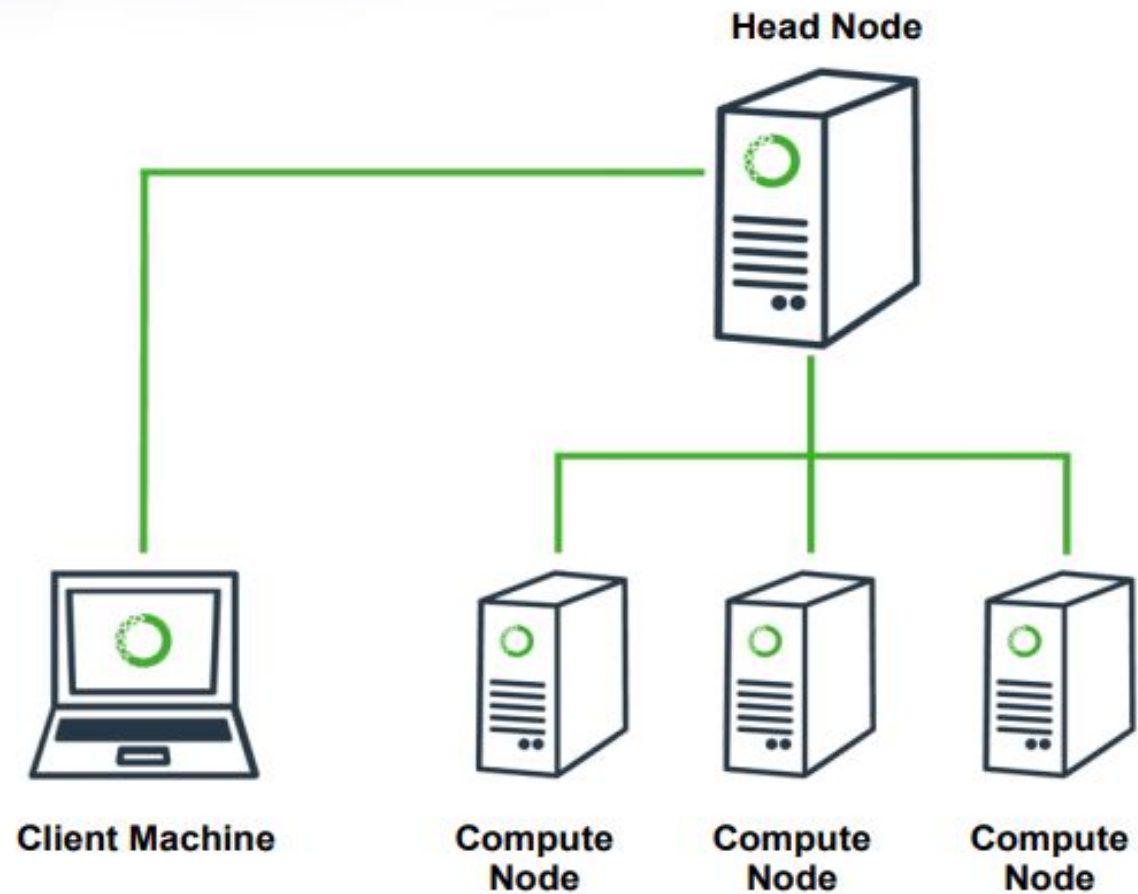 Head Node
Client Machine
Compute
Node
Compute
Node
Compute
Node